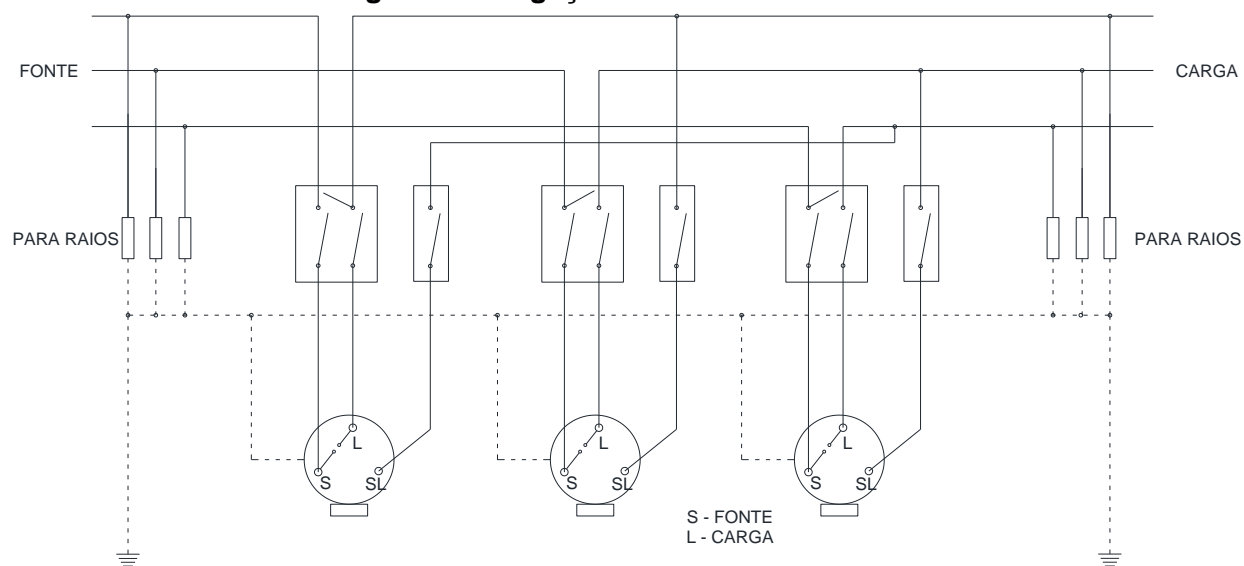 FONTE
CARGA
PARA RAIOS
PARA RAIOS
L
S
SL
L
S
SL
L
S
SL
S - FONTE
L - CARGA